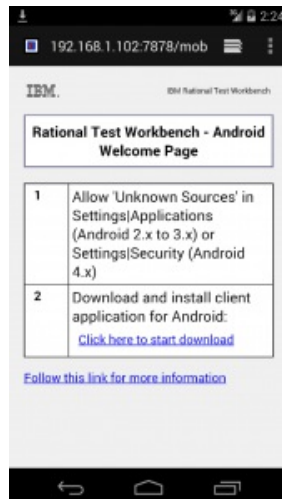 2:24
192.168.1.102:7878/mob
IBM.
IBM Rational Test Workbench
Rational Test Workbench - Android
Welcome Page
1
Allow 'Unknown Sources' in
Settings|Applications
(Android 2.x to 3.x) or
Settings|Security (Android
4.x)
2
Download and install client
application for Android:
Click here to start download
Follow this link for more information